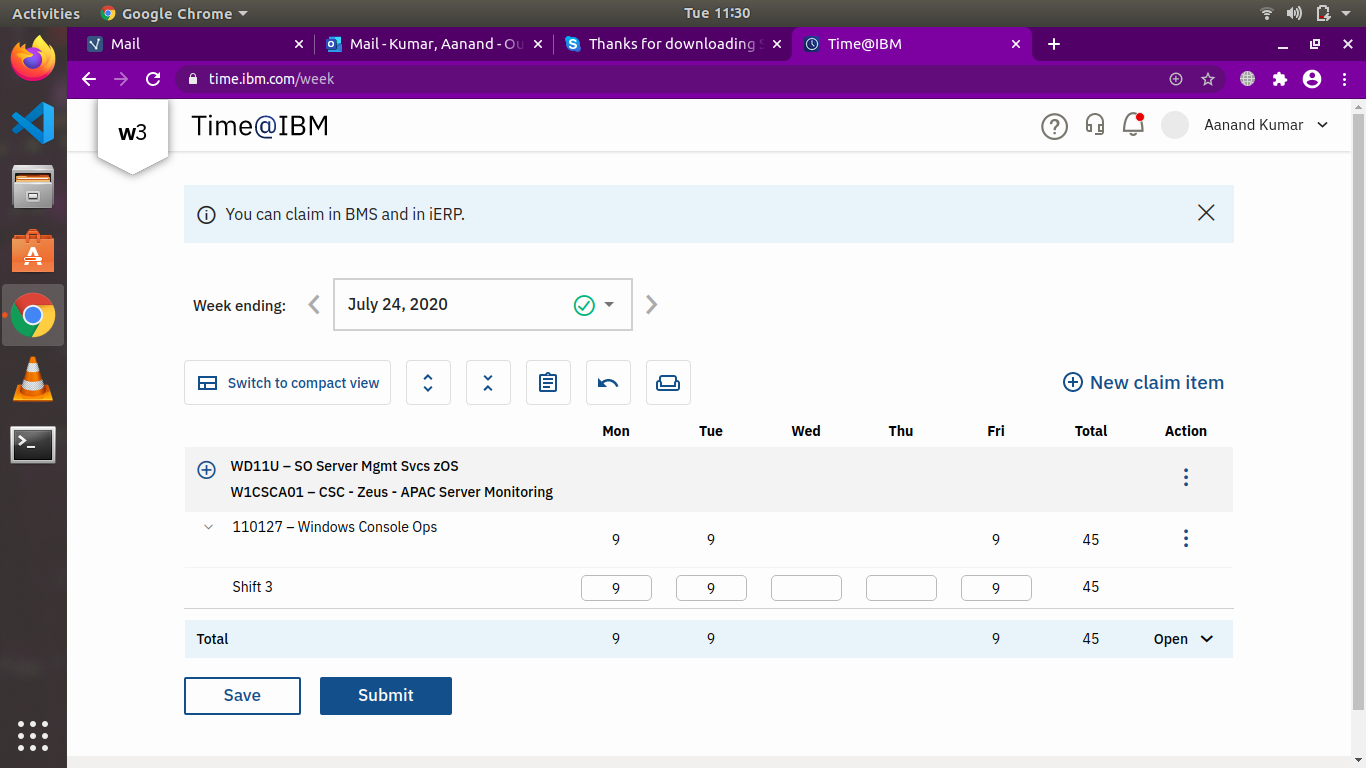 Activities Google Chrome Tue 11:30
Mail Mail - Kumar, Aanand - Ou Thanks for downloading Time@IBM
time.ibm.com/week
w3 Time@IBM Aanand Kumar
You can claim in BMS and in iERP.
Week ending: July 24, 2020
Switch to compact view New claim item
Mon Tue Wed Thu Fri Total Action
WD11U – SO Server Mgmt Svcs zOS
W1CSCA01 – CSC - Zeus - APAC Server Monitoring
110127 – Windows Console Ops
9 9 9 45
Shift 3 9 9 9 45
Total 9 9 9 45 Open
Save Submit